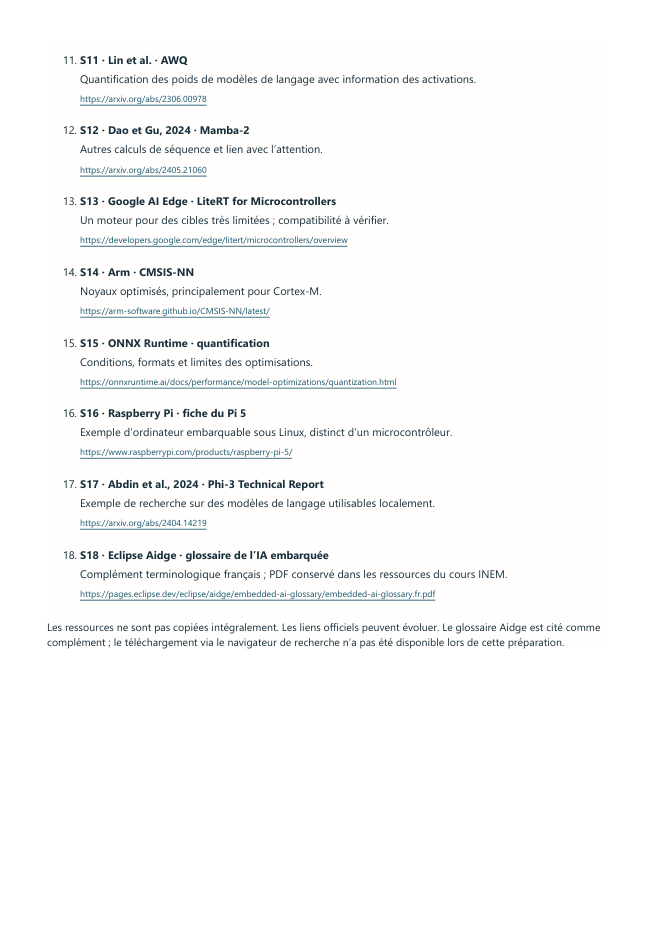 11. S11 · Lin et al. · AWQ
Quantification des poids de modèles de langage avec information des activations.
https://arxiv.org/abs/2306.00978
12. S12 · Dao et Gu, 2024 · Mamba-2
Autres calculs de séquence et lien avec l’attention.
https://arxiv.org/abs/2405.21060
13. S13 · Google AI Edge · LiteRT for Microcontrollers
Un moteur pour des cibles très limitées ; compatibilité à vérifier.
https://developers.google.com/edge/litert/microcontrollers/overview
14. S14 · Arm · CMSIS-NN
Noyaux optimisés, principalement pour Cortex-M.
https://arm-software.github.io/CMSIS-NN/latest/
15. S15 · ONNX Runtime · quantification
Conditions, formats et limites des optimisations.
https://onnxruntime.ai/docs/performance/model-optimizations/quantization.html
16. S16 · Raspberry Pi · fiche du Pi 5
Exemple d’ordinateur embarquable sous Linux, distinct d’un microcontrôleur.
https://www.raspberrypi.com/products/raspberry-pi-5/
17. S17 · Abdin et al., 2024 · Phi-3 Technical Report
Exemple de recherche sur des modèles de langage utilisables localement.
https://arxiv.org/abs/2404.14219
18. S18 · Eclipse Aidge · glossaire de l’IA embarquée
Complément terminologique français ; PDF conservé dans les ressources du cours INEM.
https://pages.eclipse.dev/eclipse/aidge/embedded-ai-glossary/embedded-ai-glossary.fr.pdf
Les ressources ne sont pas copiées intégralement. Les liens officiels peuvent évoluer. Le glossaire Aidge est cité comme
complément ; le téléchargement via le navigateur de recherche n’a pas été disponible lors de cette préparation.